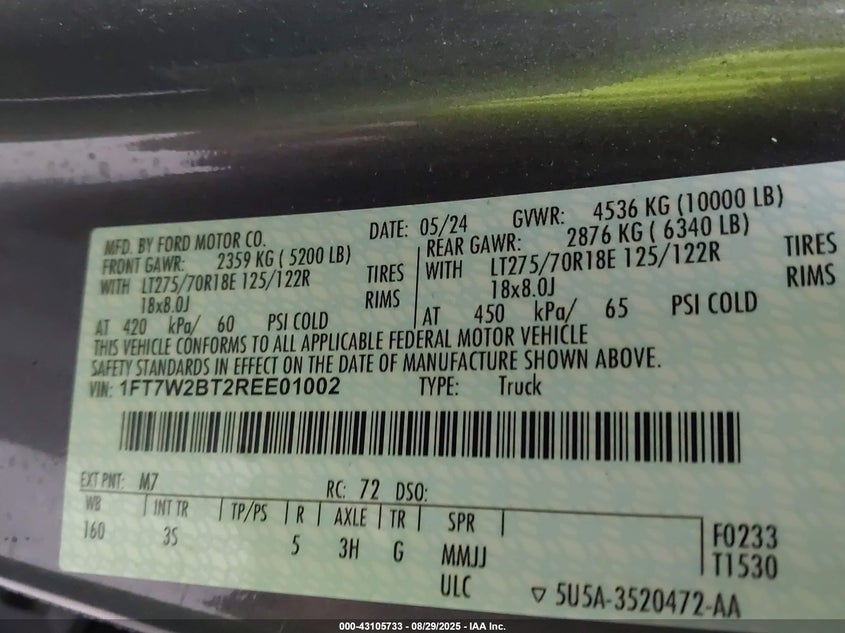 MFD. BY FORD MOTOR CO. DATE: 05/24 GVWR: 4536 KG (10000 LB)
FRONT GAWR: 2359 KG ( 5200 LB) REAR GAWR: 2876 KG ( 6340 LB)
WITH LT275/70R18E 125/122R TIRES WITH LT275/70R18E 125/122R TIRES
18x8.0J RIMS 18x8.0J RIMS
AT 420 kPa/ 60 PSI COLD AT 450 kPa/ 65 PSI COLD
THIS VEHICLE CONFORMS TO ALL APPLICABLE FEDERAL MOTOR VEHICLE
SAFETY STANDARDS IN EFFECT ON THE DATE OF MANUFACTURE SHOWN ABOVE.
VIN: 1FT7W2BT2REE01002 TYPE: Truck
EXT PNT: M7 RC: 72 DSO:
WB INT TR TP/PS R AXLE TR SPR F0233
160 3S 5 3H G MMJJ T1530
ULC ▽ 5U5A-3520472-AA
000-43105733 - 08/29/2025 - IAA Inc.